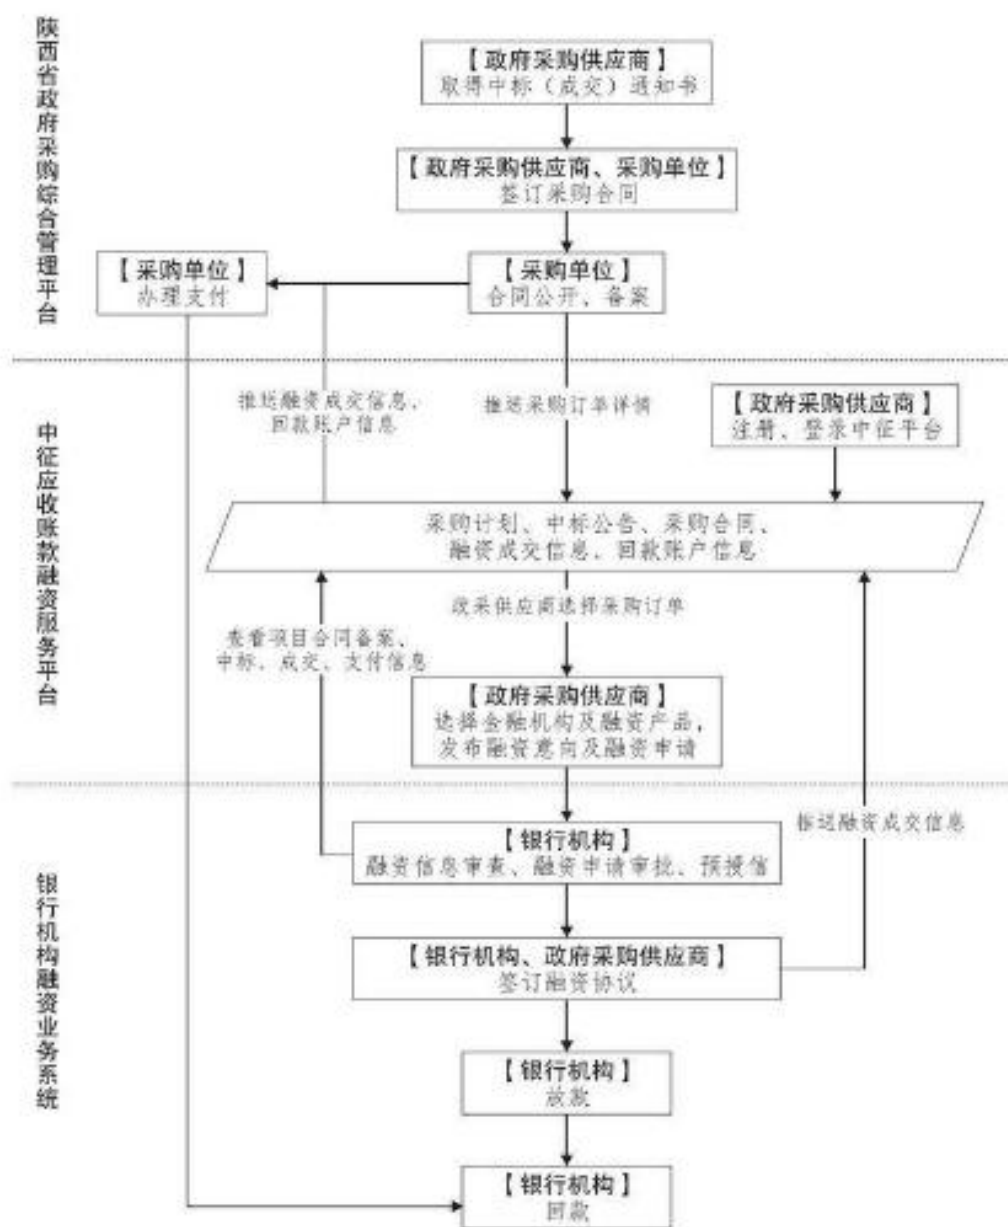 陕西省政府采购综合管理平台
【政府采购供应商】
取得中标（成交）通知书
【政府采购供应商、采购单位】
签订采购合同
【采购单位】
办理支付
【采购单位】
合同公开、备案
中征应收账款融资服务平台
推送融资成交信息、
回款账户信息
推送采购订单详情
【政府采购供应商】
注册、登录中征平台
采购计划、中标公告、采购合同、
融资成交信息、回款账户信息
政采供应商选择采购订单
查看项目合同备案、
中标、成交、支付信息
【政府采购供应商】
选择金融机构及融资产品，
发布融资意向及融资申请
银行机构融资业务系统
【银行机构】
融资信息审查、融资申请审批、预授信
推送融资成交信息
【银行机构、政府采购供应商】
签订融资协议
【银行机构】
放款
【银行机构】
回款